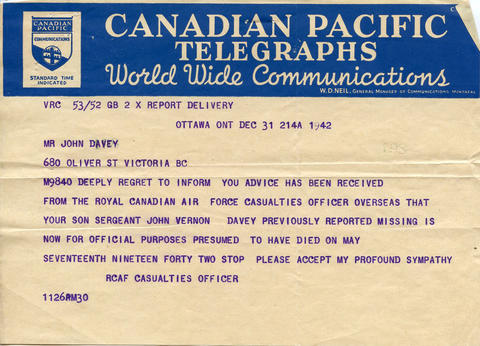 CANADIAN PACIFIC
TELEGRAPHS
World Wide Communications
W.D. NEIL, GENERAL MANAGER OF COMMUNICATIONS MONTREAL
CANADIAN
PACIFIC
COMMUNICATIONS
STANDARD TIME
INDICATED
VRC 53/52 GB 2 X REPORT DELIVERY
OTTAWA ONT DEC 31 214A 1942
MR JOHN DAVEY
680 OLIVER ST VICTORIA BC
M9840 DEEPLY REGRET TO INFORM YOU ADVICE HAS BEEN RECEIVED
FROM THE ROYAL CANADIAN AIR FORCE CASUALTIES OFFICER OVERSEAS THAT
YOUR SON SERGEANT JOHN VERNON DAVEY PREVIOUSLY REPORTED MISSING IS
NOW FOR OFFICIAL PURPOSES PRESUMED TO HAVE DIED ON MAY
SEVENTEENTH NINETEEN FORTY TWO STOP PLEASE ACCEPT MY PROFOUND SYMPATHY
RCAF CASUALTIES OFFICER